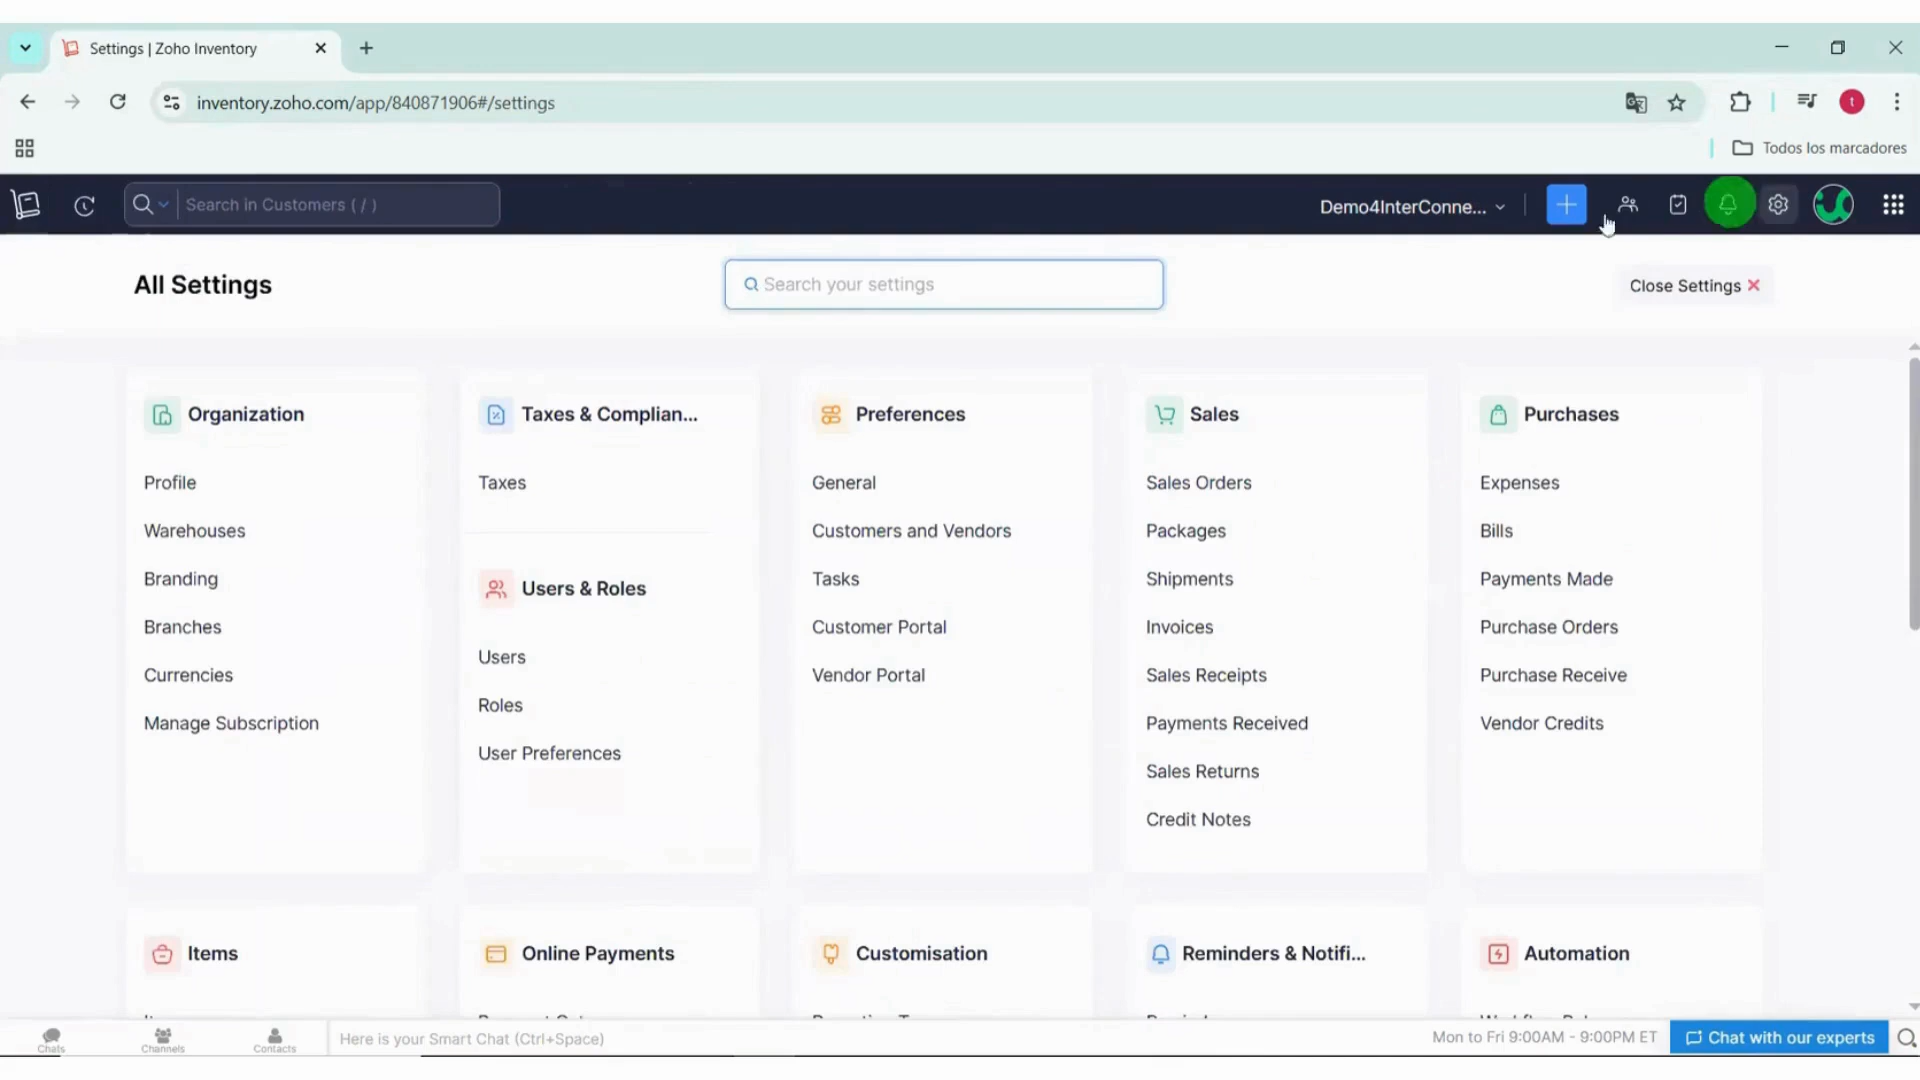 Settings | Zoho Inventory
inventory.zoho.com/app/840871906#/settings
t
Todos los marcadores
Search in Customers ( / )
Demo4InterConne...
All Settings
Search your settings
Close Settings
Organization
Profile
Warehouses
Branding
Branches
Currencies
Manage Subscription
Taxes & Complian...
Taxes
Users & Roles
Users
Roles
User Preferences
Preferences
General
Customers and Vendors
Tasks
Customer Portal
Vendor Portal
Sales
Sales Orders
Packages
Shipments
Invoices
Sales Receipts
Payments Received
Sales Returns
Credit Notes
Purchases
Expenses
Bills
Payments Made
Purchase Orders
Purchase Receive
Vendor Credits
Items
Online Payments
Customisation
Reminders & Notifi...
Automation
Chats
Channels
Contacts
Here is your Smart Chat (Ctrl+Space)
Mon to Fri 9:00AM - 9:00PM ET
Chat with our experts